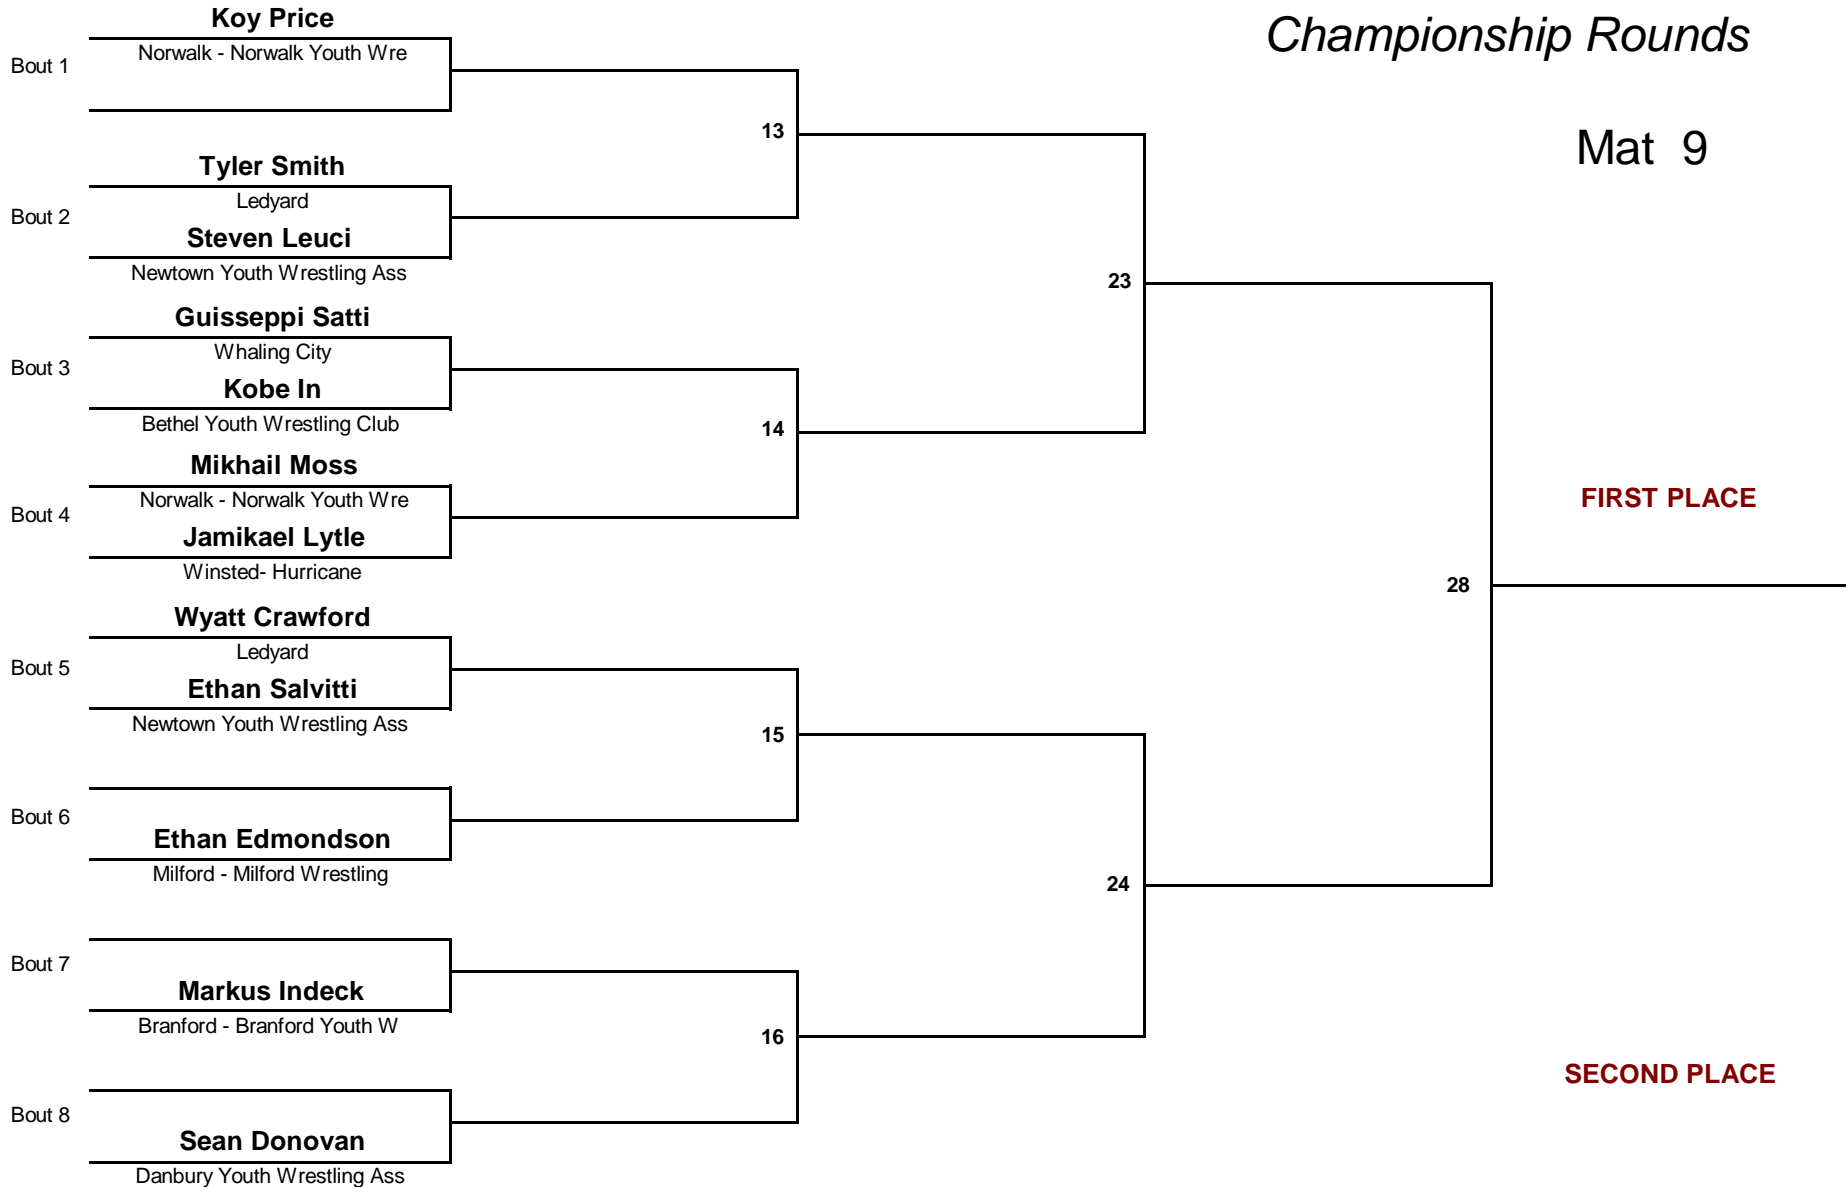 Koy Price
Championship Rounds
Bout 1
Norwalk - Norwalk Youth Wre
13
Mat 9
Tyler Smith
Bout 2
Ledyard
Steven Leuci
Newtown Youth Wrestling Ass
23
Guisseppi Satti
Bout 3
Whaling City
Kobe In
Bethel Youth Wrestling Club
14
Mikhail Moss
Bout 4
Norwalk - Norwalk Youth Wre
FIRST PLACE
Jamikael Lytle
Winsted- Hurricane
28
Wyatt Crawford
Bout 5
Ledyard
Ethan Salvitti
Newtown Youth Wrestling Ass
15
Bout 6
Ethan Edmondson
Milford - Milford Wrestling
24
Bout 7
Markus Indeck
Branford - Branford Youth W
16
SECOND PLACE
Bout 8
Sean Donovan
Danbury Youth Wrestling Ass